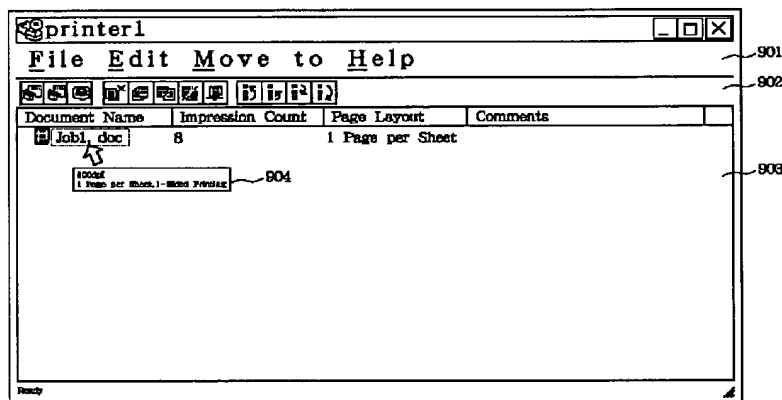 printer1
File Edit Move to Help
901
902
Document Name Impression Count Page Layout Comments
Job1. doc 8 1 Page per Sheet
1 Page per Sheet,1-Sided Printing
904
903
Ready